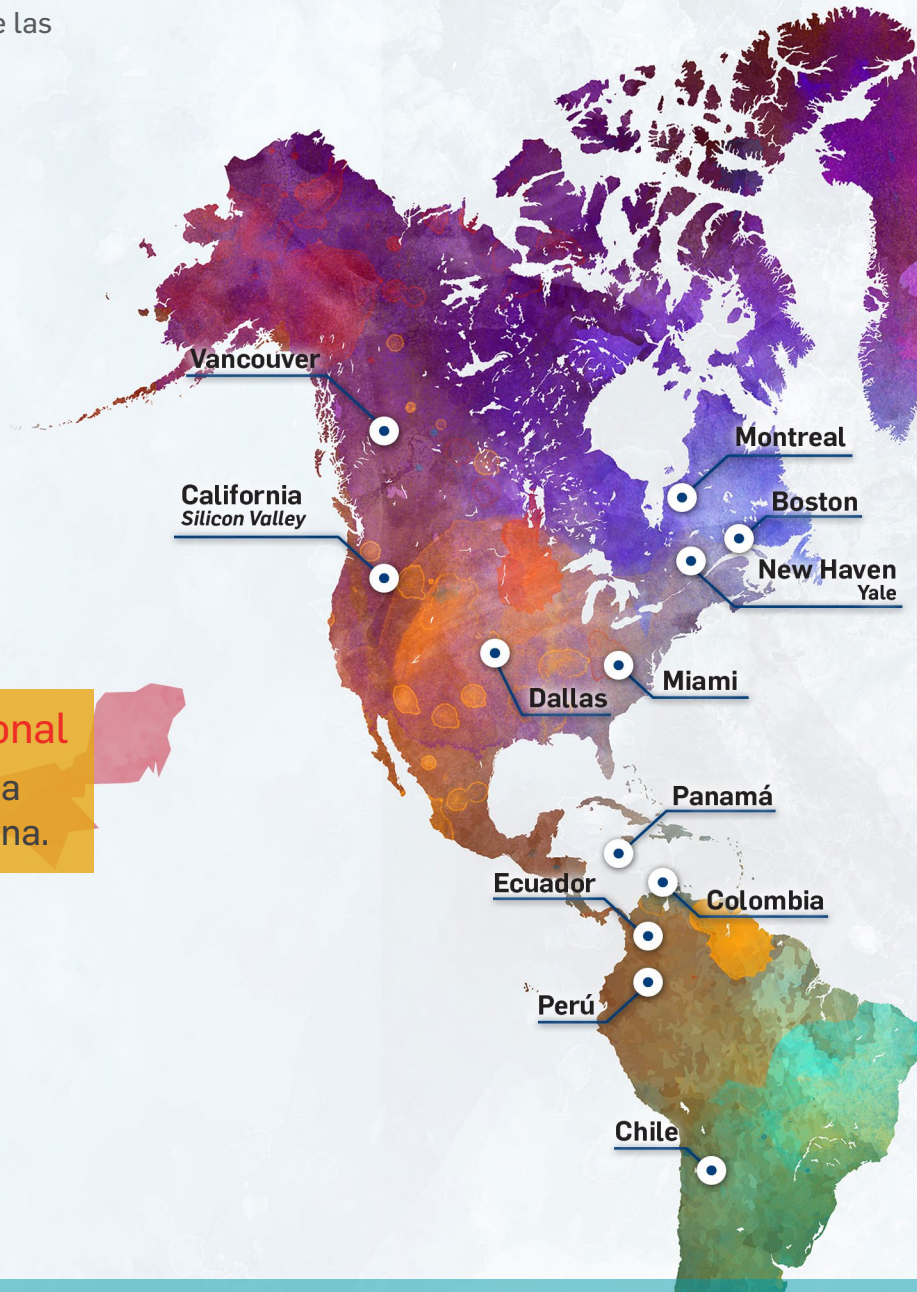 e las
Vancouver
Montreal
California
Silicon Valley
Boston
New Haven
Yale
Miami
Dallas
onal
a
na.
Panamá
Ecuador
Colombia
Perú
Chile